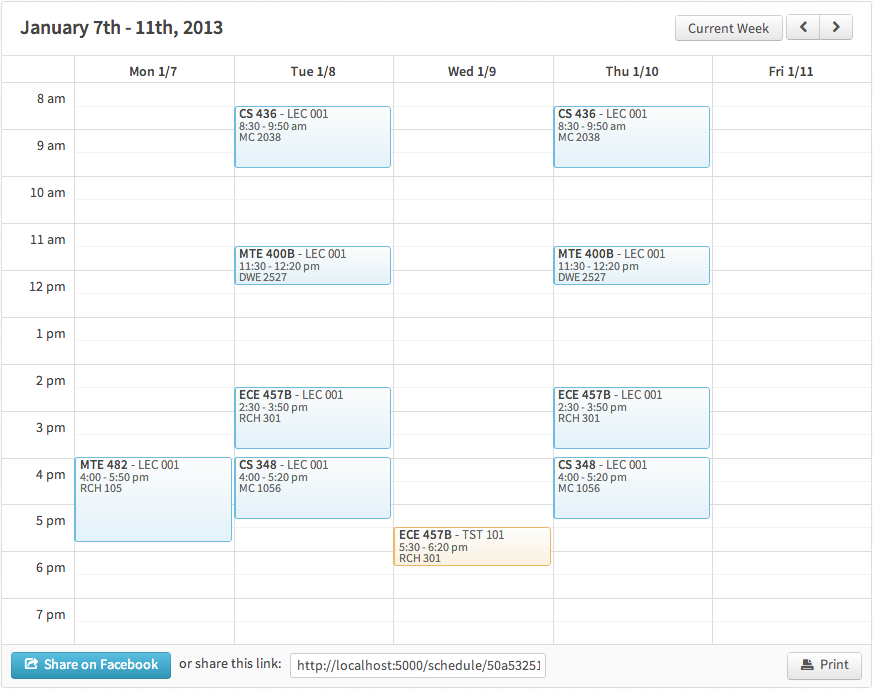 January 7th - 11th, 2013
Current Week
Mon 1/7
Tue 1/8
Wed 1/9
Thu 1/10
Fri 1/11
8 am
CS 436 - LEC 001
8:30 - 9:50 am
MC 2038
CS 436 - LEC 001
8:30 - 9:50 am
MC 2038
9 am
10 am
11 am
MTE 400B - LEC 001
11:30 - 12:20 pm
DWE 2527
MTE 400B - LEC 001
11:30 - 12:20 pm
DWE 2527
12 pm
1 pm
2 pm
ECE 457B - LEC 001
2:30 - 3:50 pm
RCH 301
ECE 457B - LEC 001
2:30 - 3:50 pm
RCH 301
3 pm
4 pm
MTE 482 - LEC 001
4:00 - 5:50 pm
RCH 105
CS 348 - LEC 001
4:00 - 5:20 pm
MC 1056
CS 348 - LEC 001
4:00 - 5:20 pm
MC 1056
5 pm
ECE 457B - TST 101
5:30 - 6:20 pm
RCH 301
6 pm
7 pm
Share on Facebook
or share this link:
http://localhost:5000/schedule/50a53251
Print